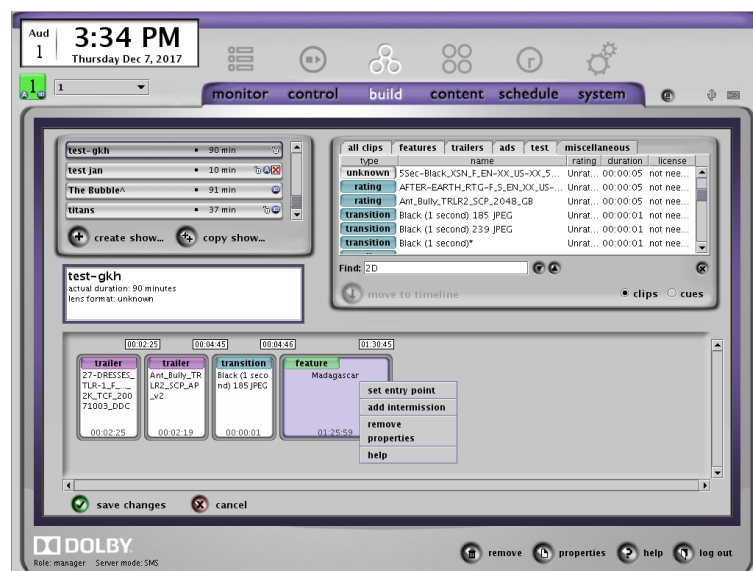 Aud
1
3:34 PM
Thursday Dec 7, 2017
1
1
monitor control build content schedule system
test-gkh 90 min
test jan 10 min
The Bubble^ 91 min
titans 37 min
create show... copy show...
all clips features trailers ads test miscellaneous
type name rating duration license
unknown 5Sec-Black_XSN_F_EN-XX_US-XX_5... Unrat... 00:00:05 not nee...
rating AFTER-EARTH_RTG-F_S_EN_XX_US-... Unrat... 00:00:05 not nee...
rating Ant_Bully_TRLR2_SCP_2048_GB Unrat... 00:00:05 not nee...
transition Black (1 second) 185 JPEG Unrat... 00:00:01 not nee...
transition Black (1 second) 239 JPEG Unrat... 00:00:01 not nee...
transition Black (1 second)* Unrat... 00:00:01 not nee...
Find: 2D
move to timeline clips cues
test-gkh
actual duration: 90 minutes
lens format: unknown
00:02:25 00:04:45 00:04:46 01:30:45
trailer
27-DRESSES_
TLR-1_F_..._
2K_TCF_200
71003_DDC
00:02:25
trailer
Ant_Bully_TR
LR2_SCP_AP
_v2
00:02:19
transition
Black (1 seco
nd) 185 JPEG
00:00:01
feature
Madagascar
01:25:59
set entry point
add intermission
remove
properties
help
save changes cancel
DOLBY
Role: manager Server mode: SMS
remove properties help log out